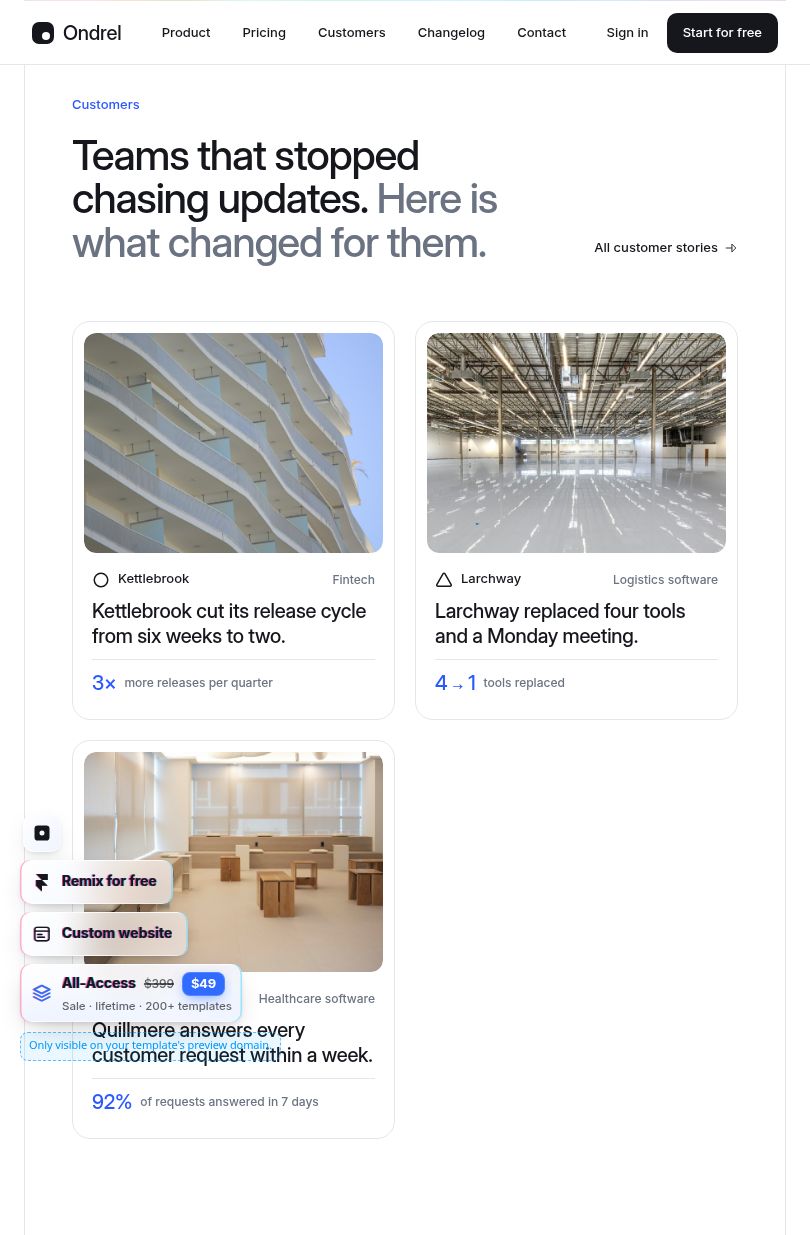 Ondrel
Product
Pricing
Customers
Changelog
Contact
Sign in
Start for free
Customers
Teams that stopped
chasing updates. Here is
what changed for them.
All customer stories
Kettlebrook
Fintech
Kettlebrook cut its release cycle
from six weeks to two.
3× more releases per quarter
Larchway
Logistics software
Larchway replaced four tools
and a Monday meeting.
4→1 tools replaced
Remix for free
Custom website
All-Access $399 $49
Sale · lifetime · 200+ templates
Healthcare software
Quillmere answers every
Only visible on your template's preview domain.
customer request within a week.
92% of requests answered in 7 days